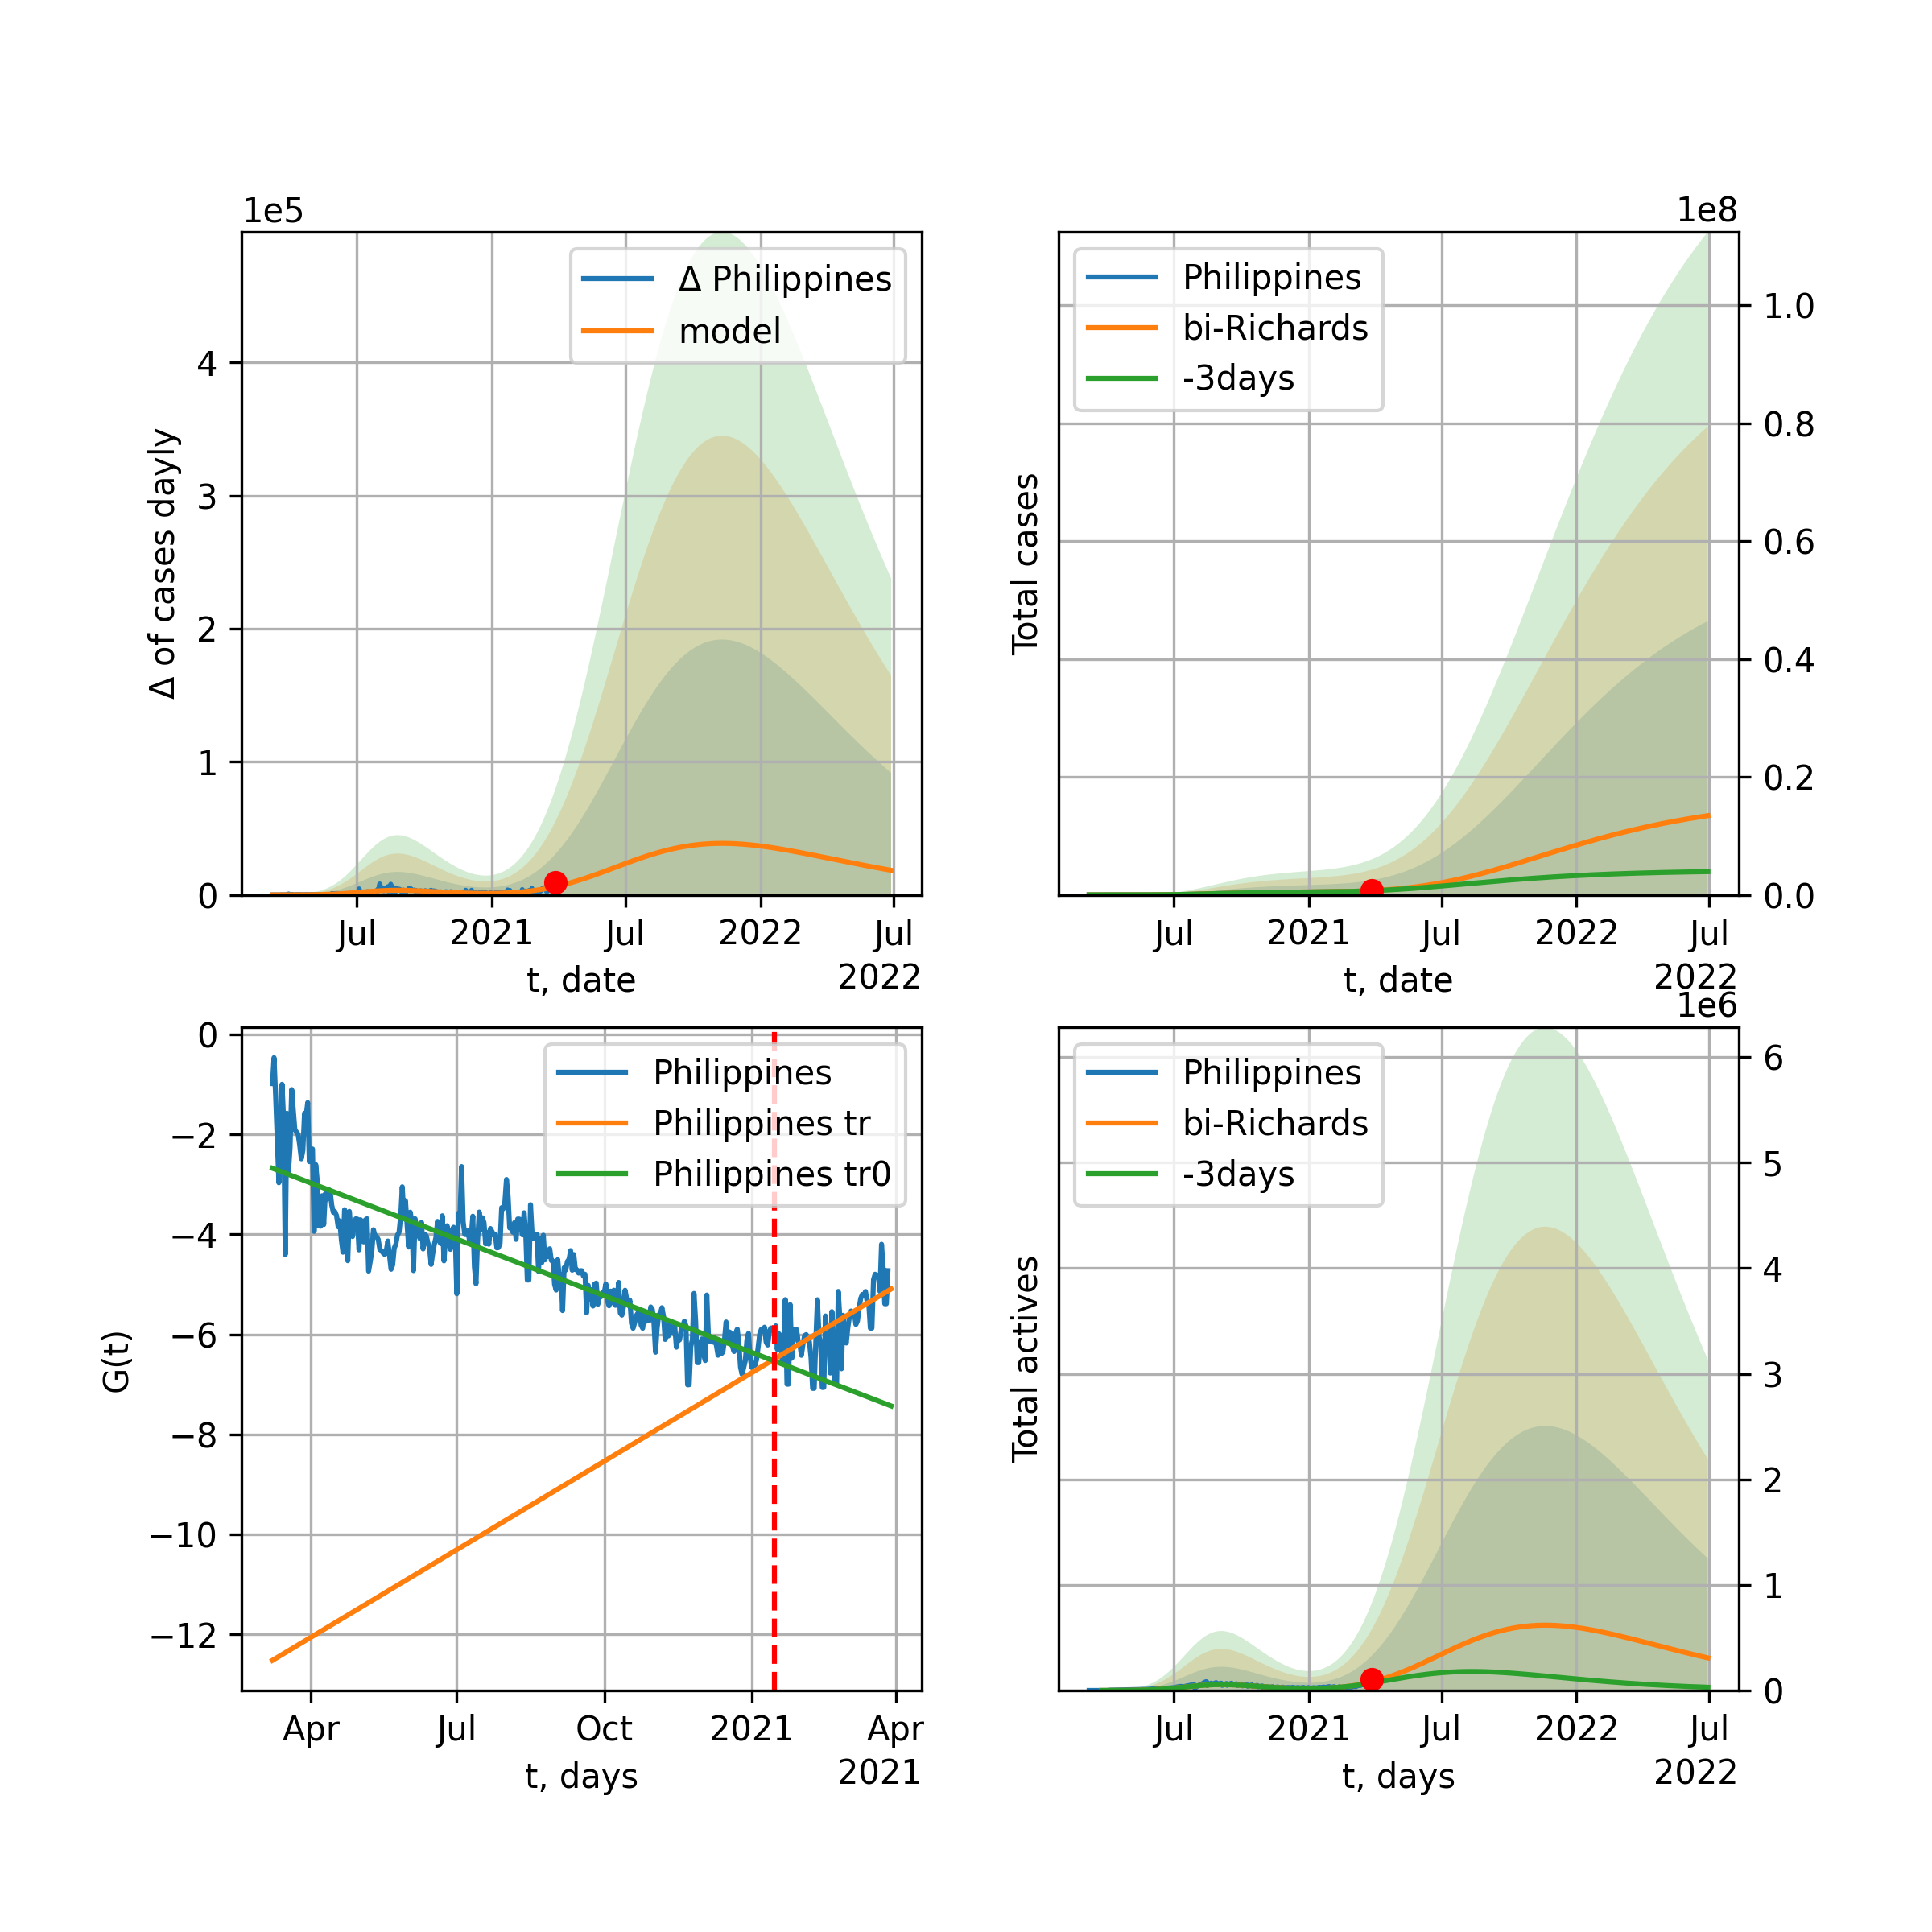 1e5
Δ Philippines
model
4
3
2
1
0
Δ of cases dayly
Jul
2021
Jul
2022
Jul
2022
t, date
1e8
Philippines
bi-Richards
-3days
1.0
0.8
0.6
0.4
0.2
0.0
Total cases
Jul
2021
Jul
2022
Jul
2022
t, date
Philippines
Philippines tr
Philippines tr0
0
−2
−4
−6
−8
−10
−12
G(t)
Apr
Jul
Oct
2021
Apr
2021
t, days
1e6
Philippines
bi-Richards
-3days
6
5
4
3
2
1
0
Total actives
Jul
2021
Jul
2022
Jul
2022
t, days